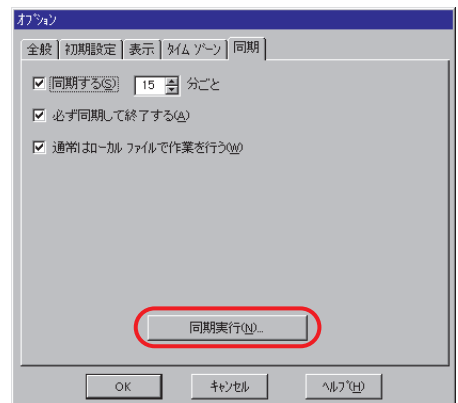 オプション
全般 初期設定 表示 タイム ゾーン 同期
同期する(S) 15 分ごと
必ず同期して終了する(A)
通常はローカル ファイルで作業を行う(W)
同期実行(N)...
OK キャンセル ヘルプ(H)